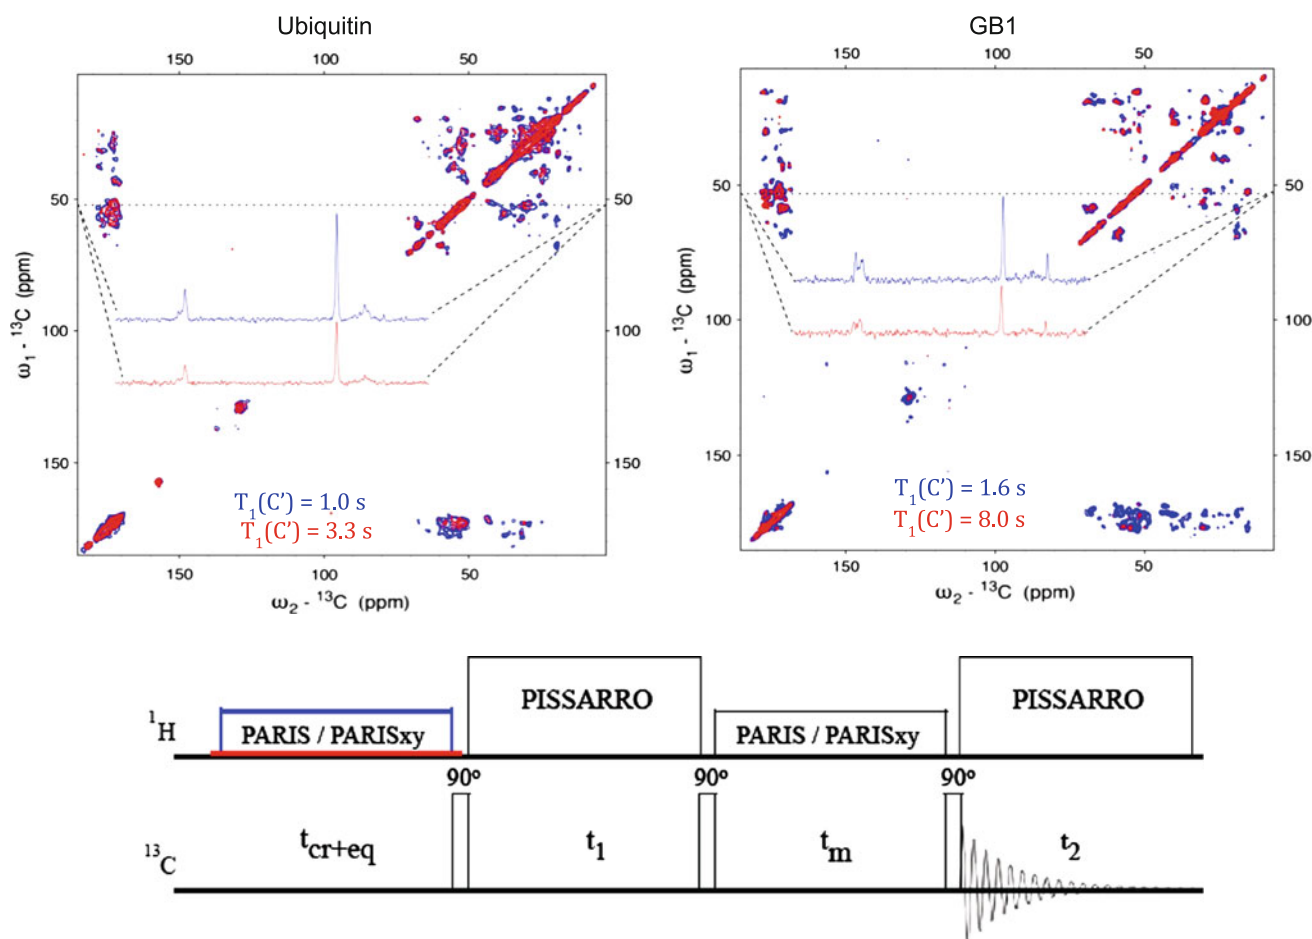 Ubiquitin
GB1
150 100 50
150 100 50
50 50
50 50
100 100
100 100
150 150
150 150
ω1 - 13C (ppm)
ω1 - 13C (ppm)
T1(C') = 1.0 s
T1(C') = 3.3 s
T1(C') = 1.6 s
T1(C') = 8.0 s
150 100 50
150 100 50
ω2 - 13C (ppm)
ω2 - 13C (ppm)
PISSARRO PISSARRO
1H PARIS / PARISxy PARIS / PARISxy
90º 90º 90º
13C tcr+eq t1 tm t2